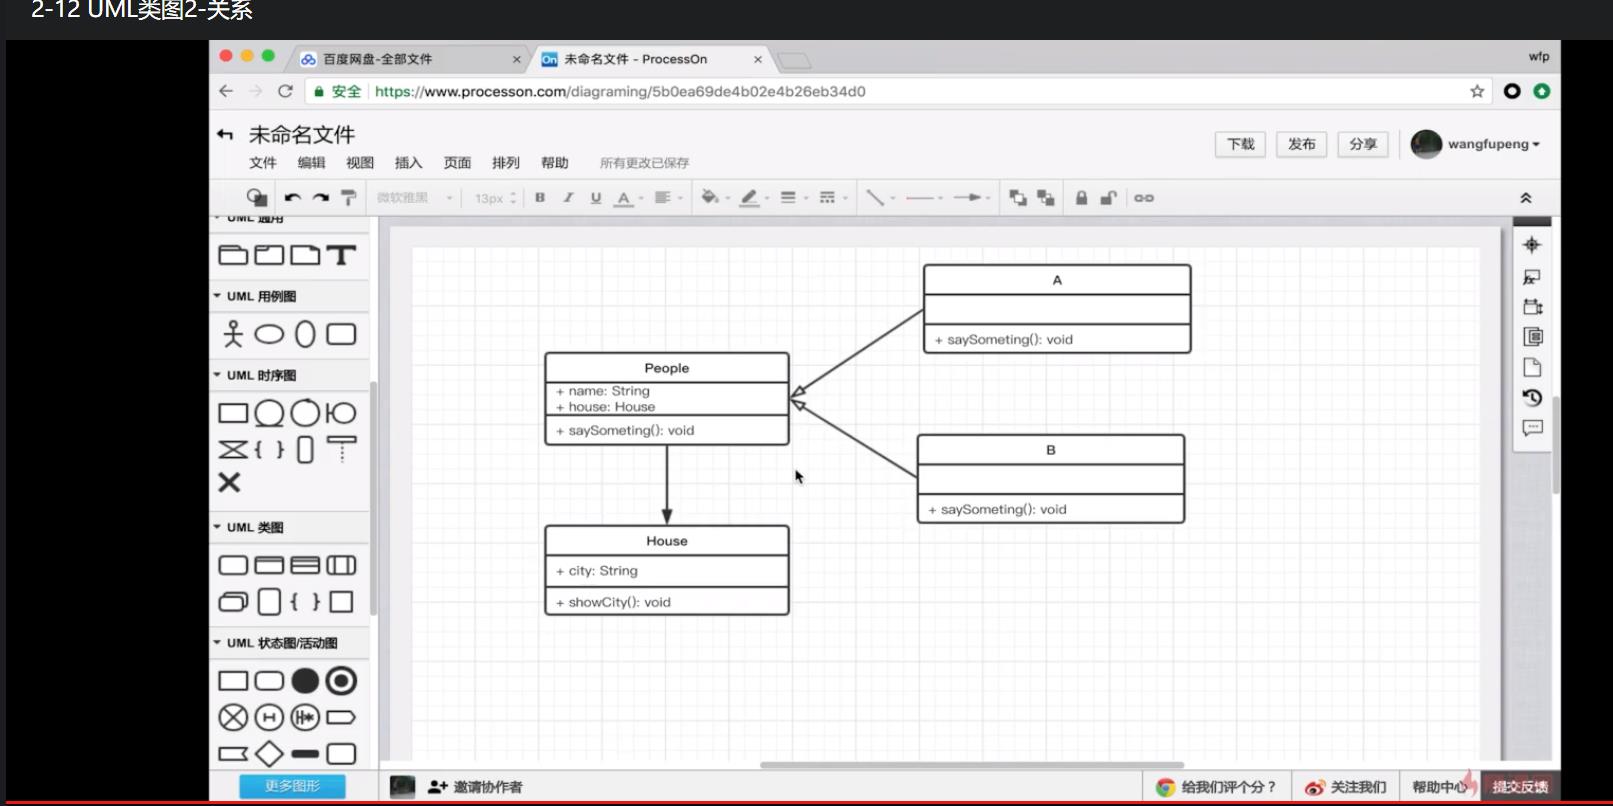 2-12 UML类图2-关系
百度网盘-全部文件
未命名文件 - ProcessOn
wfp
安全 https://www.processon.com/diagraming/5b0ea69de4b02e4b26eb34d0
未命名文件
下载 发布 分享 wangfupeng
文件 编辑 视图 插入 页面 排列 帮助 所有更改已保存
微软雅黑 13px B I U A
UML 通用
UML 用例图
UML 时序图
UML 类图
UML 状态图/活动图
更多图形
A
+ saySometing(): void
People
+ name: String
+ house: House
+ saySometing(): void
B
+ saySometing(): void
House
+ city: String
+ showCity(): void
邀请协作者
给我们评个分？ 关注我们 帮助中心 提交反馈